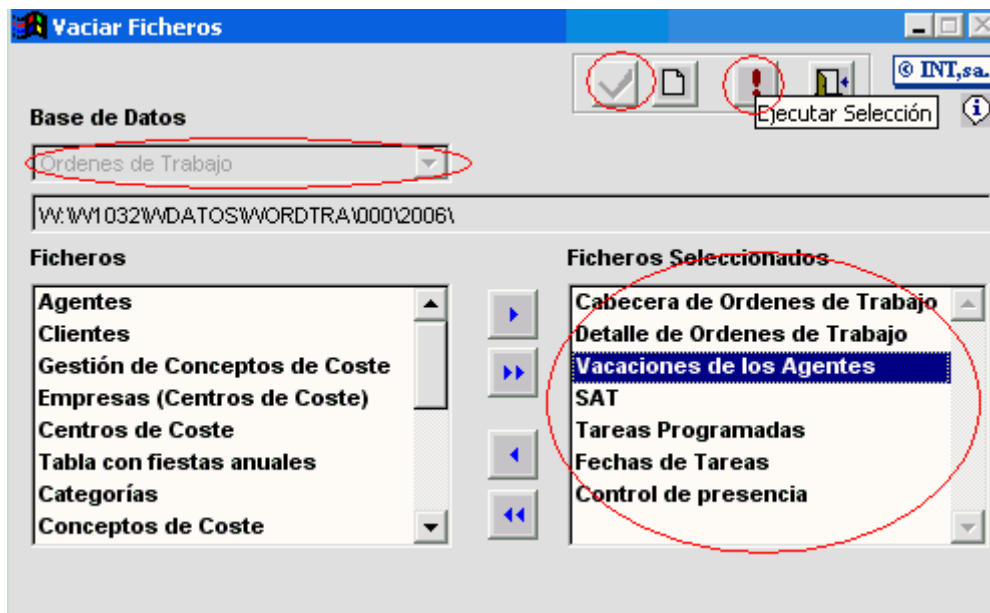 Vaciar Ficheros
© INT,sa.
Ejecutar Selección
Base de Datos
Ordenes de Trabajo
W:\W1032\WDATOS\WORDTRA\000\2006\
Ficheros
Ficheros Seleccionados
Agentes
Clientes
Gestión de Conceptos de Coste
Empresas (Centros de Coste)
Centros de Coste
Tabla con fiestas anuales
Categorías
Conceptos de Coste
Cabecera de Ordenes de Trabajo
Detalle de Ordenes de Trabajo
Vacaciones de los Agentes
SAT
Tareas Programadas
Fechas de Tareas
Control de presencia